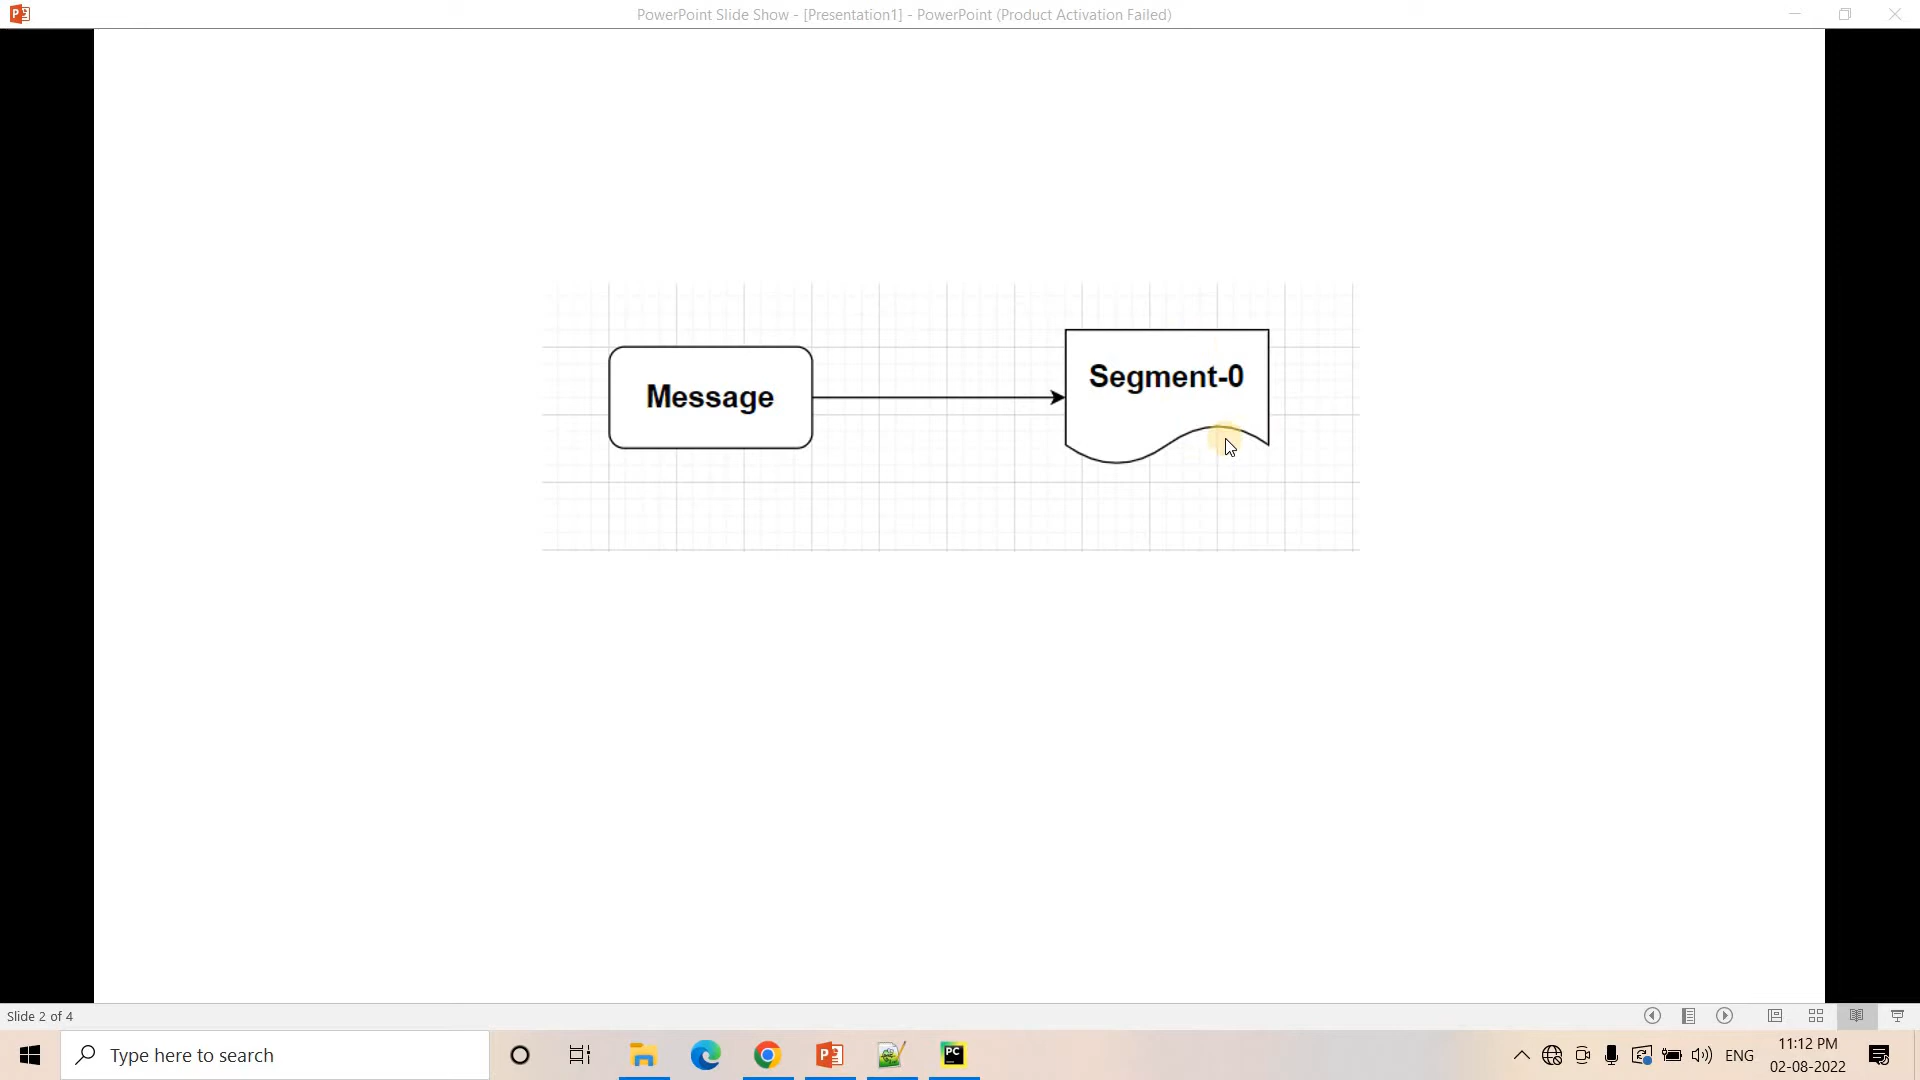 PowerPoint Slide Show - [Presentation1] - PowerPoint (Product Activation Failed)
Message
Segment-0
Slide 2 of 4
Type here to search
PC
ENG
11:12 PM
02-08-2022